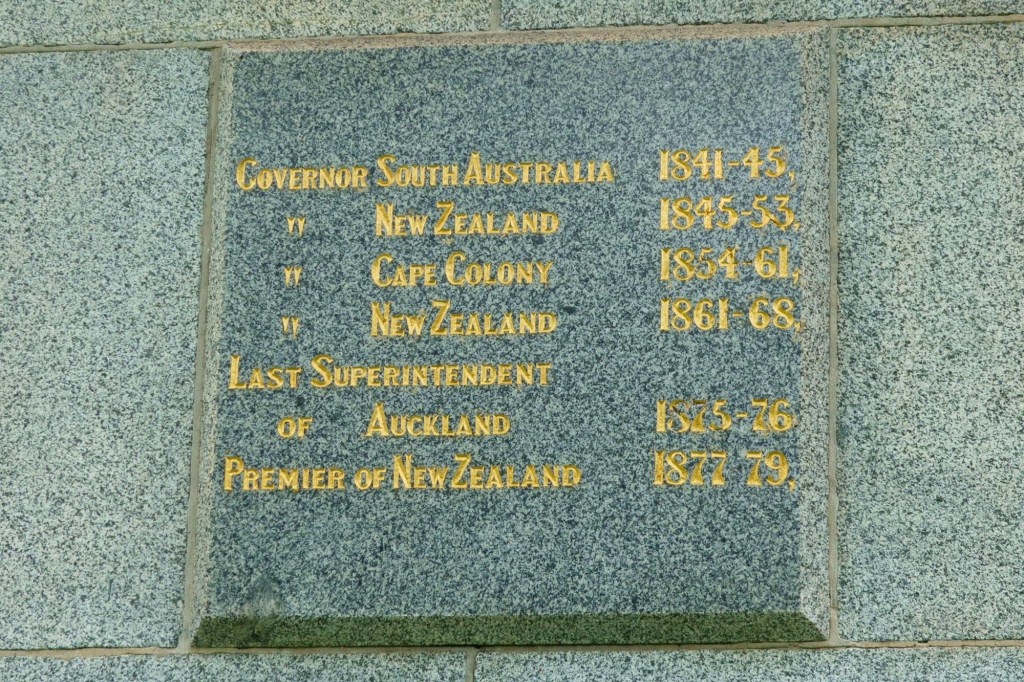 Governor South Australia 1841-45,
" New Zealand 1845-53,
" Cape Colony 1854-61,
" New Zealand 1861-68,
Last Superintendent
of Auckland 1875-76
Premier of New Zealand 1877 79,